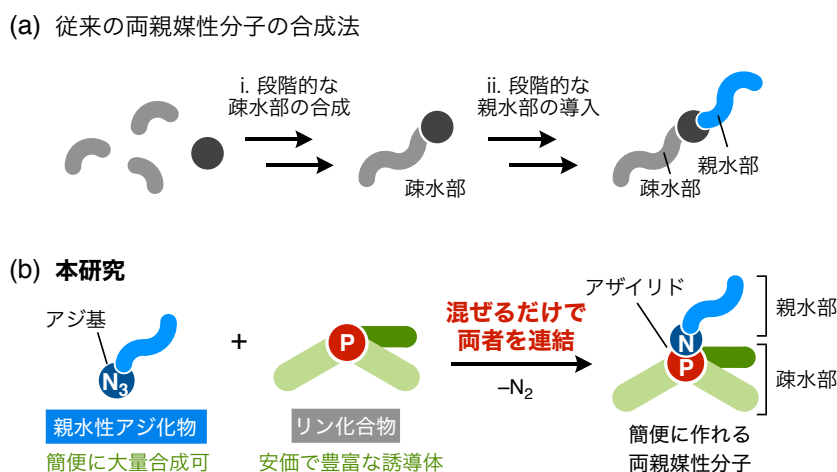 (a) 従来の両親媒性分子の合成法
i. 段階的な
疎水部の合成
ii. 段階的な
親水部の導入
疎水部
疎水部
親水部
(b) 本研究
アジ基
N3
+
P
混ぜるだけで
両者を連結
–N2
アザイリド
N
P
親水部
疎水部
親水性アジ化物
簡便に大量合成可
リン化合物
安価で豊富な誘導体
簡便に作れる
両親媒性分子